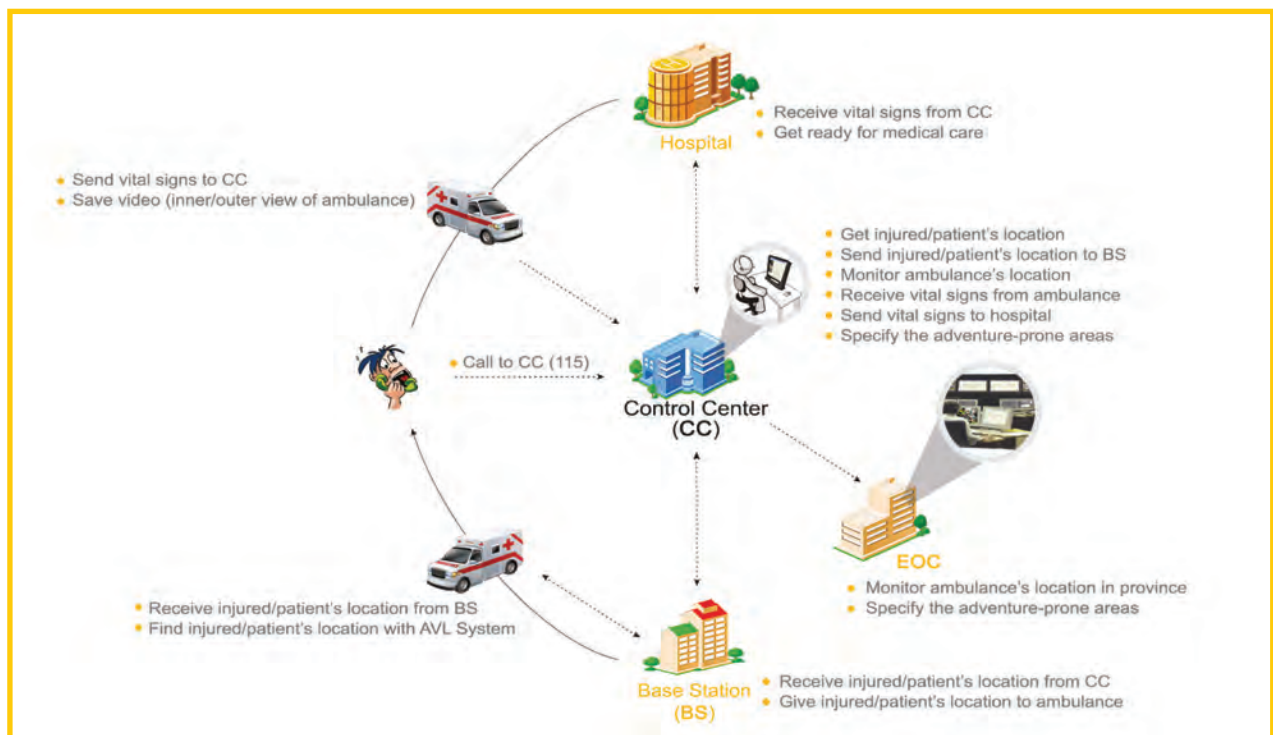 Hospital
Receive vital signs from CC
Get ready for medical care
Send vital signs to CC
Save video (inner/outer view of ambulance)
Get injured/patient's location
Send injured/patient's location to BS
Monitor ambulance's location
Receive vital signs from ambulance
Send vital signs to hospital
Specify the adventure-prone areas
Call to CC (115)
Control Center
(CC)
EOC
Monitor ambulance's location in province
Specify the adventure-prone areas
Receive injured/patient's location from BS
Find injured/patient's location with AVL System
Base Station
(BS)
Receive injured/patient's location from CC
Give injured/patient's location to ambulance